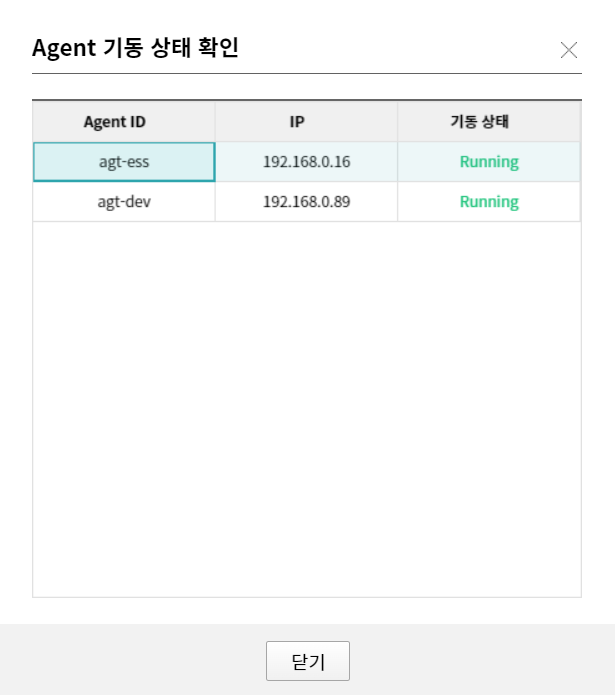 Agent 기동 상태 확인
Agent ID IP 기동 상태
agt-ess 192.168.0.16 Running
agt-dev 192.168.0.89 Running
닫기